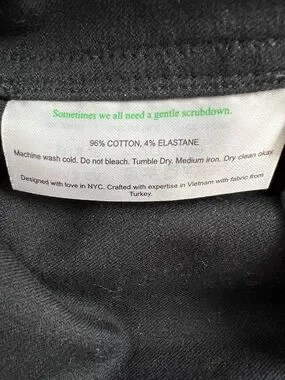 Sometimes we all need a gentle scrubdown.
96% COTTON, 4% ELASTANE
Machine wash cold. Do not bleach. Tumble Dry. Medium iron. Dry clean okay.
Designed with love in NYC. Crafted with expertise in Vietnam with fabric from
Turkey.